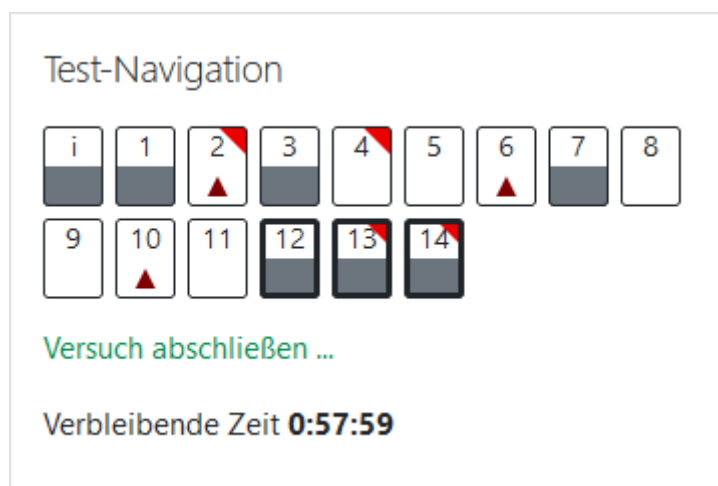 Test-Navigation
i 1 2 3 4 5 6 7 8
9 10 11 12 13 14
Versuch abschließen ...
Verbleibende Zeit 0:57:59